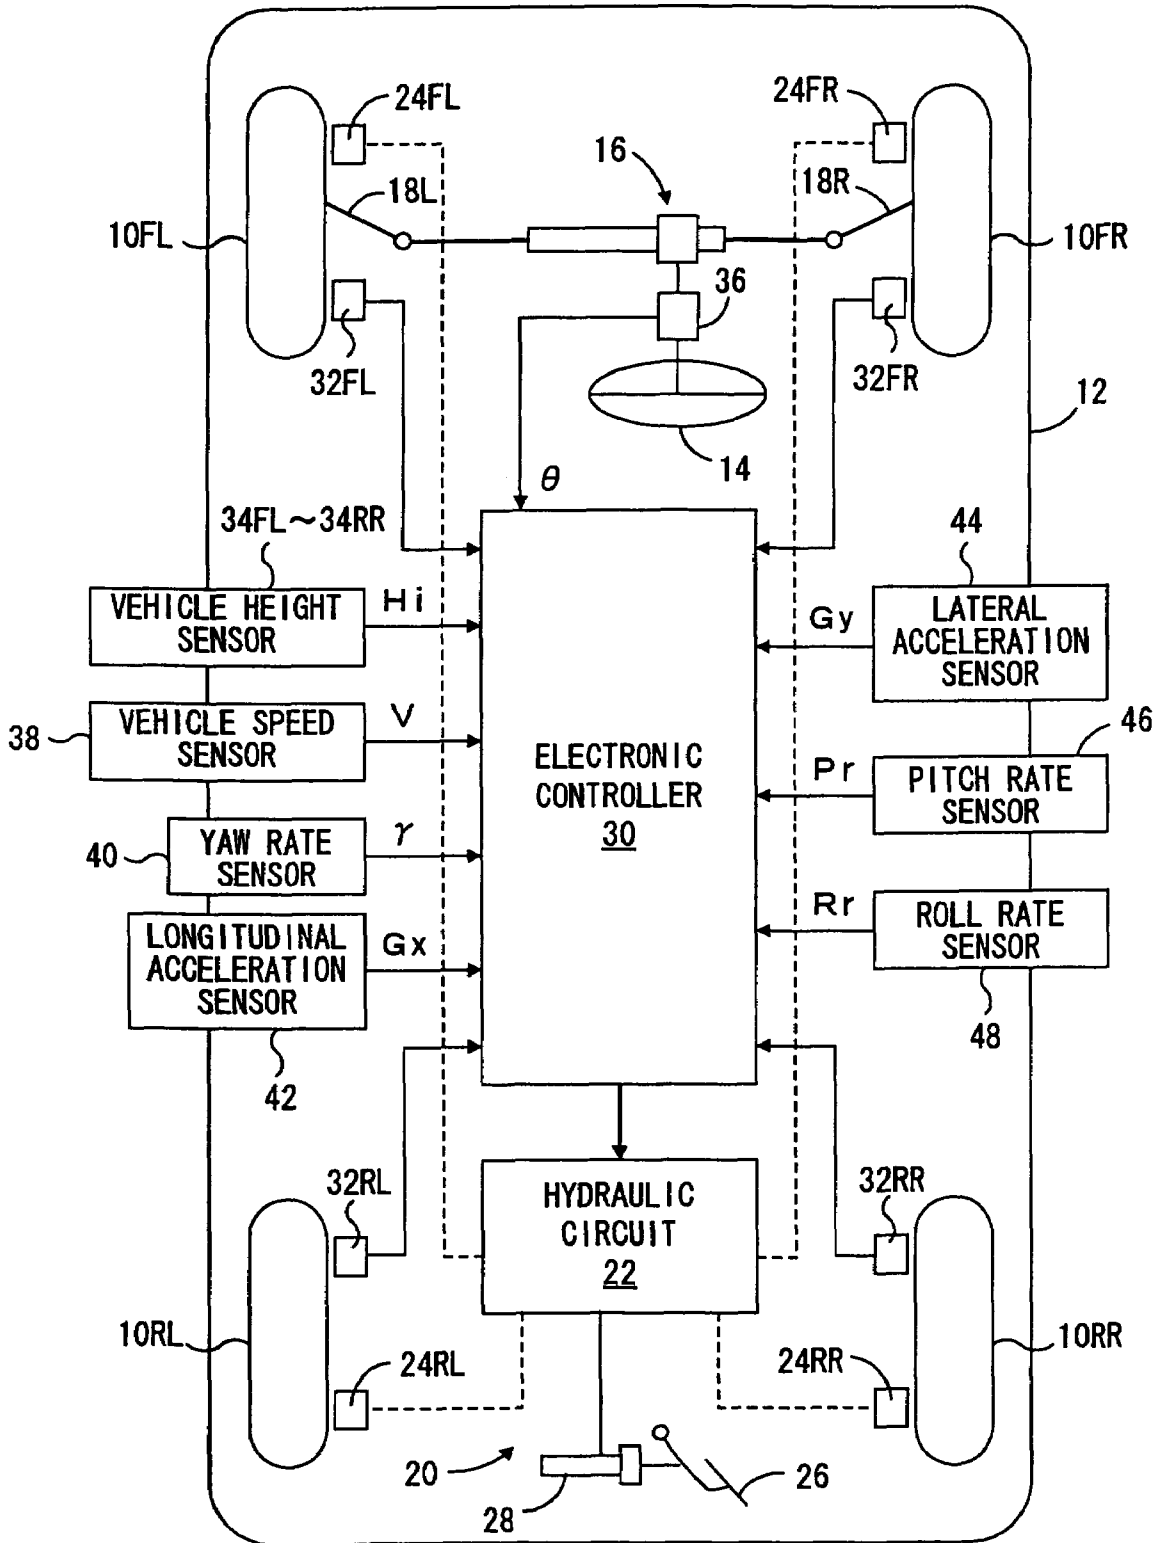 24FL
24FR
16
18L
18R
10FL
10FR
36
32FL
32FR
12
14
θ
34FL~34RR
44
VEHICLE HEIGHT
SENSOR
Hi
Gy
LATERAL
ACCELERATION
SENSOR
38
VEHICLE SPEED
SENSOR
V
46
ELECTRONIC
CONTROLLER
30
Pr
PITCH RATE
SENSOR
40
YAW RATE
SENSOR
γ
Rr
ROLL RATE
SENSOR
LONGITUDINAL
ACCELERATION
SENSOR
Gx
48
42
32RL
32RR
HYDRAULIC
CIRCUIT
22
10RL
10RR
24RL
24RR
20
28
26